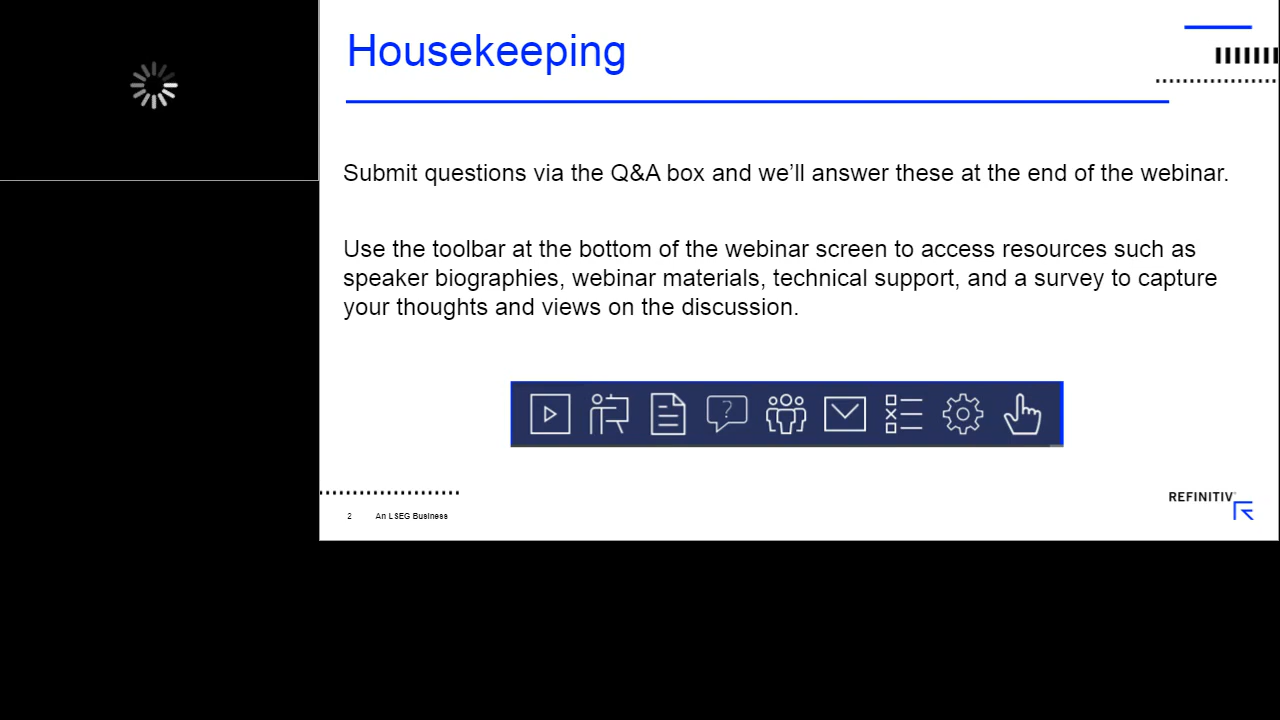 Housekeeping
Submit questions via the Q&A box and we’ll answer these at the end of the webinar.
Use the toolbar at the bottom of the webinar screen to access resources such as
speaker biographies, webinar materials, technical support, and a survey to capture
your thoughts and views on the discussion.
?
REFINITIV
2 An LSEG Business